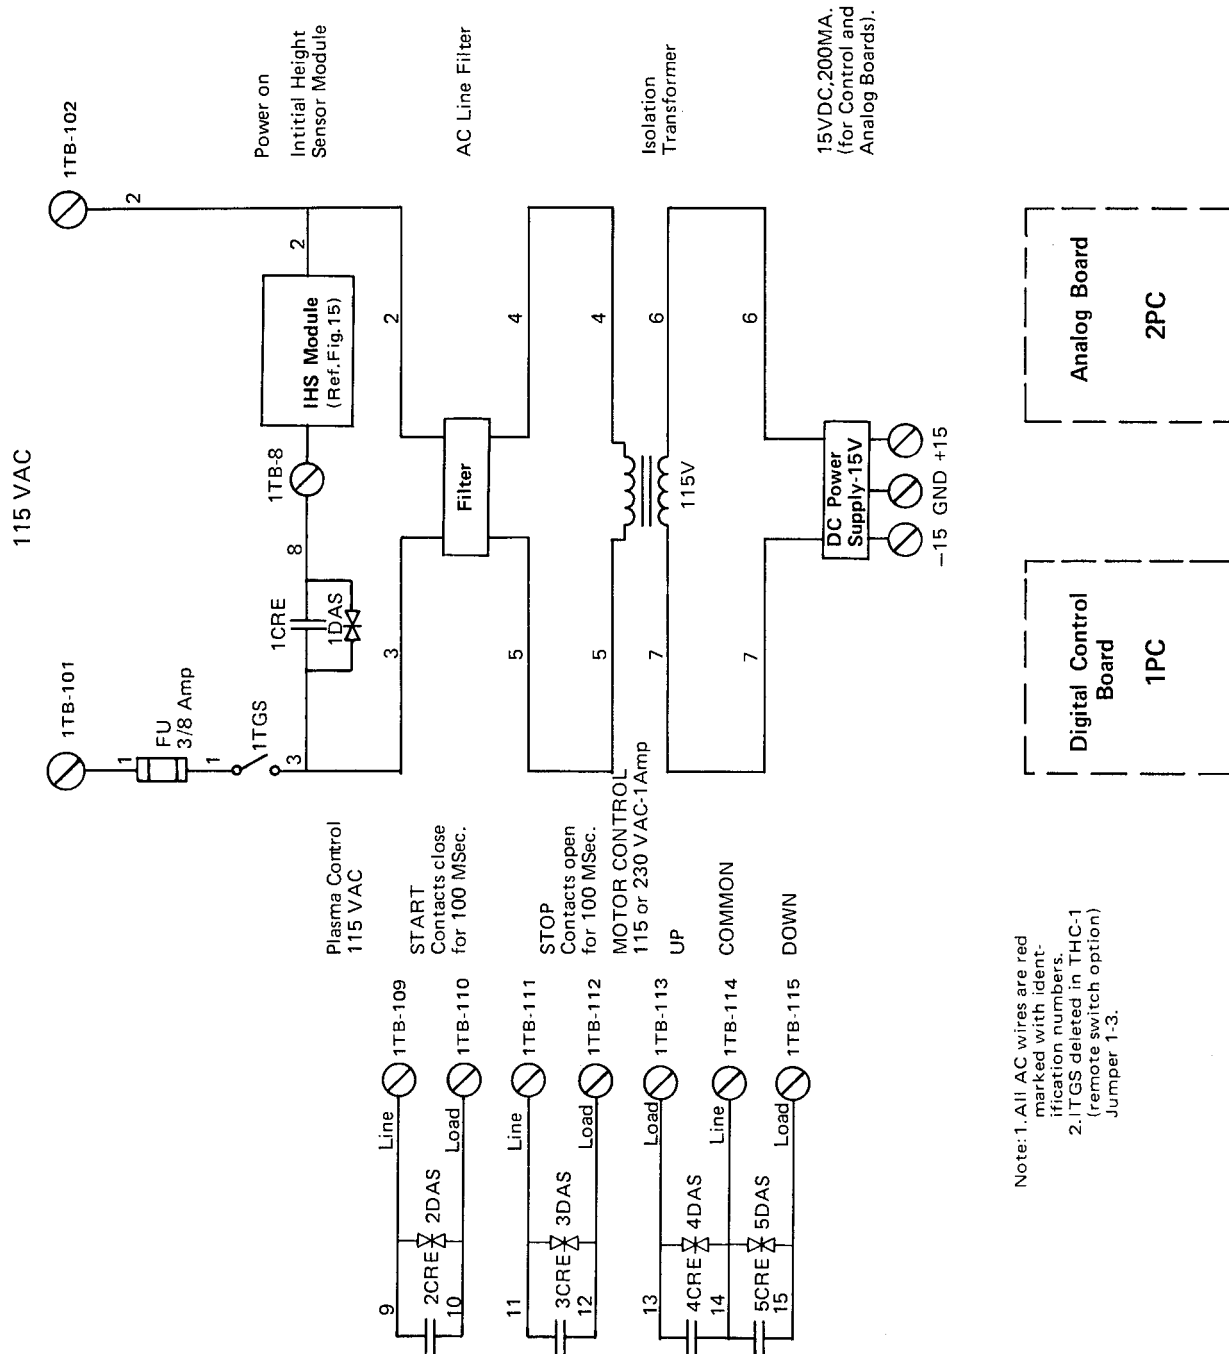 115 VAC
1TB-101
1TB-102
1
FU
3/8 Amp
1
1TGS
3
1CRE
1DAS
8
1TB-8
IHS Module
(Ref.Fig.15)
2
2
Power on
Intitial Height
Sensor Module
3
Filter
2
AC Line Filter
5
4
5
4
115V
Isolation
Transformer
7
6
7
6
DC Power
Supply-15V
-15 GND +15
15VDC,200MA.
(for Control and
Analog Boards).
Digital Control
Board
1PC
Analog Board
2PC
Plasma Control
115 VAC
9
2CRE
2DAS
10
Line
Load
1TB-109
1TB-110
START
Contacts close
for 100 MSec.
11
3CRE
3DAS
12
Line
Load
1TB-111
1TB-112
STOP
Contacts open
for 100 MSec.
MOTOR CONTROL
115 or 230 VAC-1Amp
13
4CRE
4DAS
14
5CRE
5DAS
15
Load
Line
Load
1TB-113
1TB-114
1TB-115
UP
COMMON
DOWN
Note: 1. All AC wires are red
marked with ident-
ification numbers.
2. ITGS deleted in THC-1
(remote switch option)
Jumper 1-3.